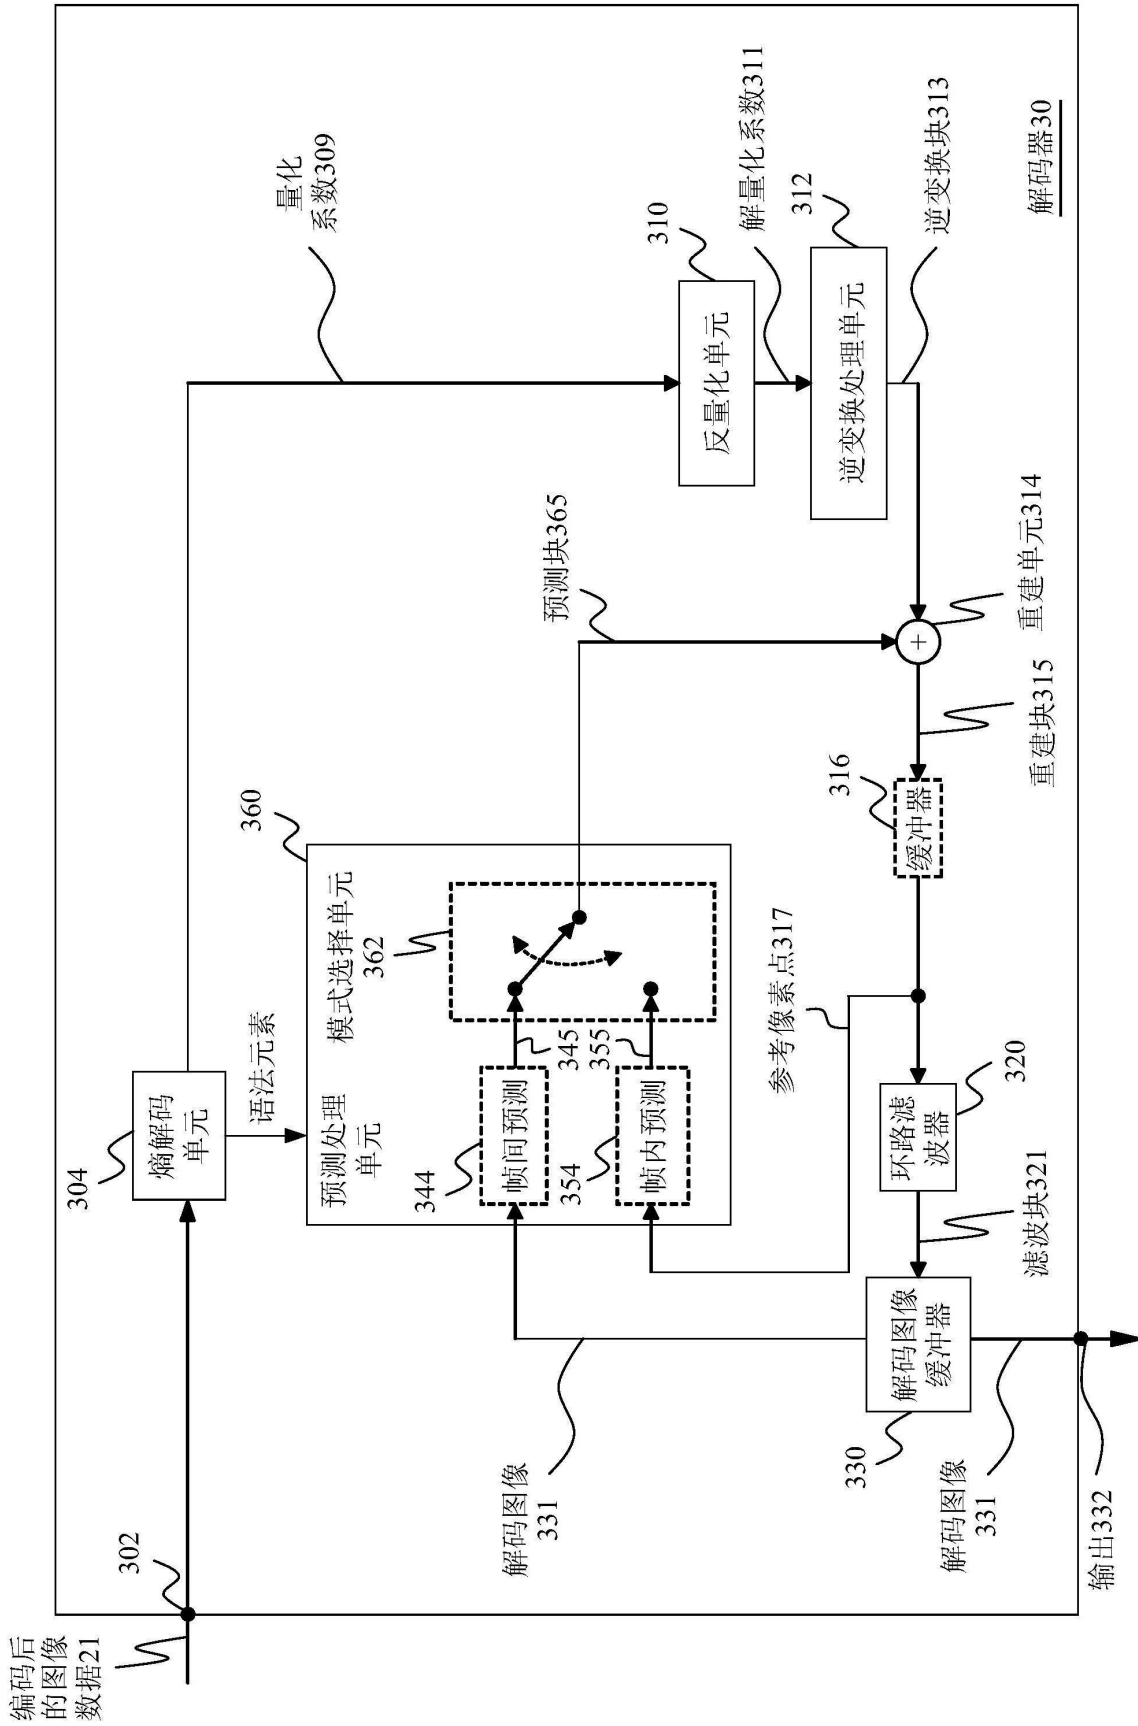 编码后
的图像
数据21
302
304
熵解码
单元
语法元素
量化
系数309
360
预测处理
单元
模式选择单元
362
344
帧间预测
345
354
帧内预测
355
预测块365
310
反量化单元
解量化系数311
312
逆变换处理单元
逆变换块313
+
重建单元314
重建块315
316
缓冲器
参考像素点317
320
环路滤
波器
滤波块321
330
解码图像
缓冲器
解码图像
331
解码图像
331
输出332
解码器30